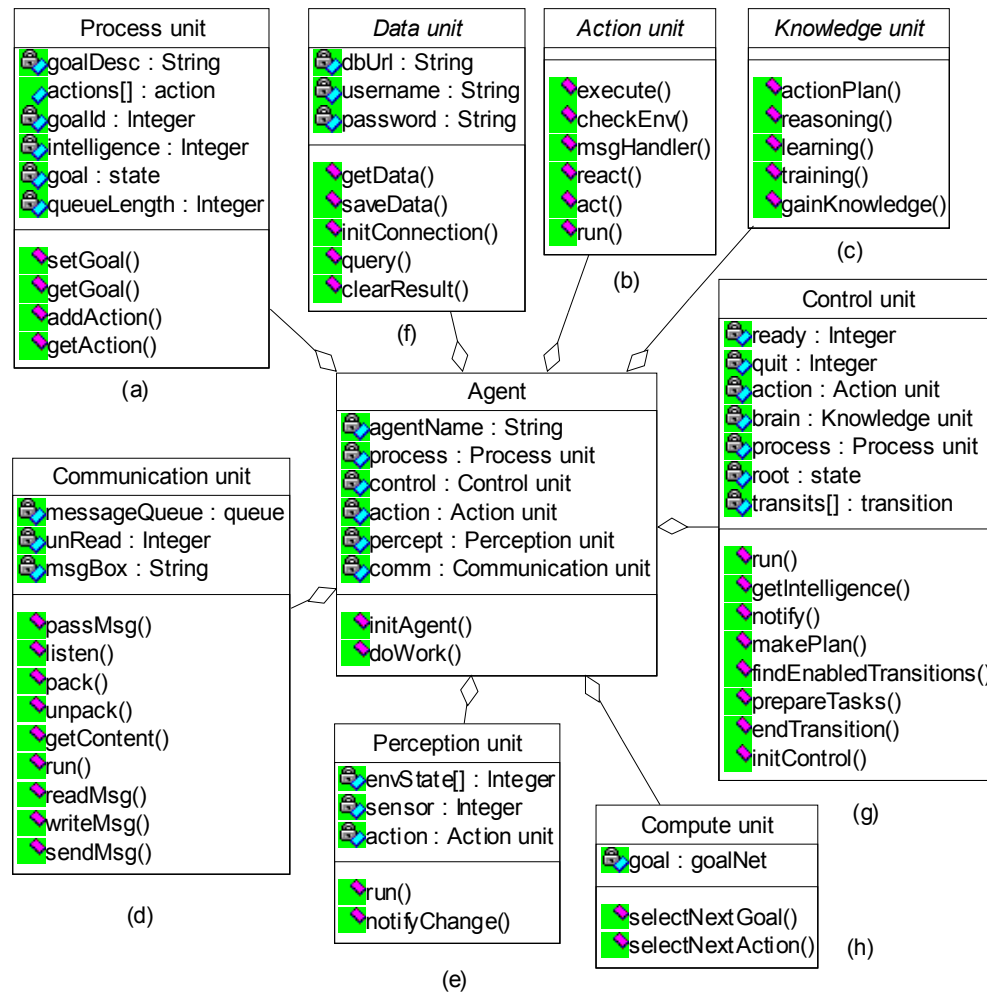 Process unit
goalDesc : String
actions[] : action
goalId : Integer
intelligence : Integer
goal : state
queueLength : Integer
setGoal()
getGoal()
addAction()
getAction()
(a)
Data unit
dbUrl : String
username : String
password : String
getData()
saveData()
initConnection()
query()
clearResult()
(f)
Action unit
execute()
checkEnv()
msgHandler()
react()
act()
run()
(b)
Knowledge unit
actionPlan()
reasoning()
learning()
training()
gainKnowledge()
(c)
Agent
agentName : String
process : Process unit
control : Control unit
action : Action unit
percept : Perception unit
comm : Communication unit
initAgent()
doWork()
Control unit
ready : Integer
quit : Integer
action : Action unit
brain : Knowledge unit
process : Process unit
root : state
transits[] : transition
run()
getIntelligence()
notify()
makePlan()
findEnabledTransitions()
prepareTasks()
endTransition()
initControl()
(g)
Communication unit
messageQueue : queue
unRead : Integer
msgBox : String
passMsg()
listen()
pack()
unpack()
getContent()
run()
readMsg()
writeMsg()
sendMsg()
(d)
Perception unit
envState[] : Integer
sensor : Integer
action : Action unit
run()
notifyChange()
(e)
Compute unit
goal : goalNet
selectNextGoal()
selectNextAction()
(h)